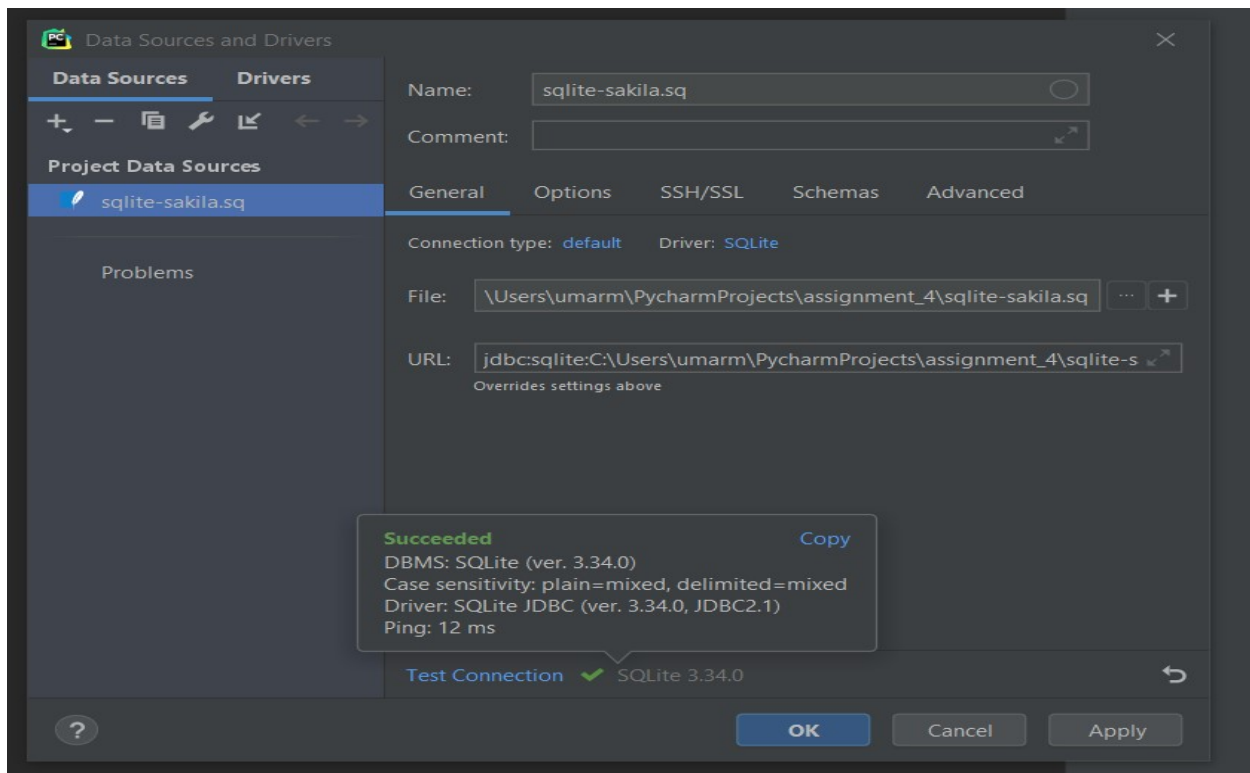 PC Data Sources and Drivers
Data Sources Drivers
Project Data Sources
sqlite-sakila.sq
Problems
Name: sqlite-sakila.sq
Comment:
General Options SSH/SSL Schemas Advanced
Connection type: default Driver: SQLite
File: \Users\umarm\PycharmProjects\assignment_4\sqlite-sakila.sq
URL: jdbc:sqlite:C:\Users\umarm\PycharmProjects\assignment_4\sqlite-s
Overrides settings above
Succeeded Copy
DBMS: SQLite (ver. 3.34.0)
Case sensitivity: plain=mixed, delimited=mixed
Driver: SQLite JDBC (ver. 3.34.0, JDBC2.1)
Ping: 12 ms
Test Connection SQLite 3.34.0
? OK Cancel Apply